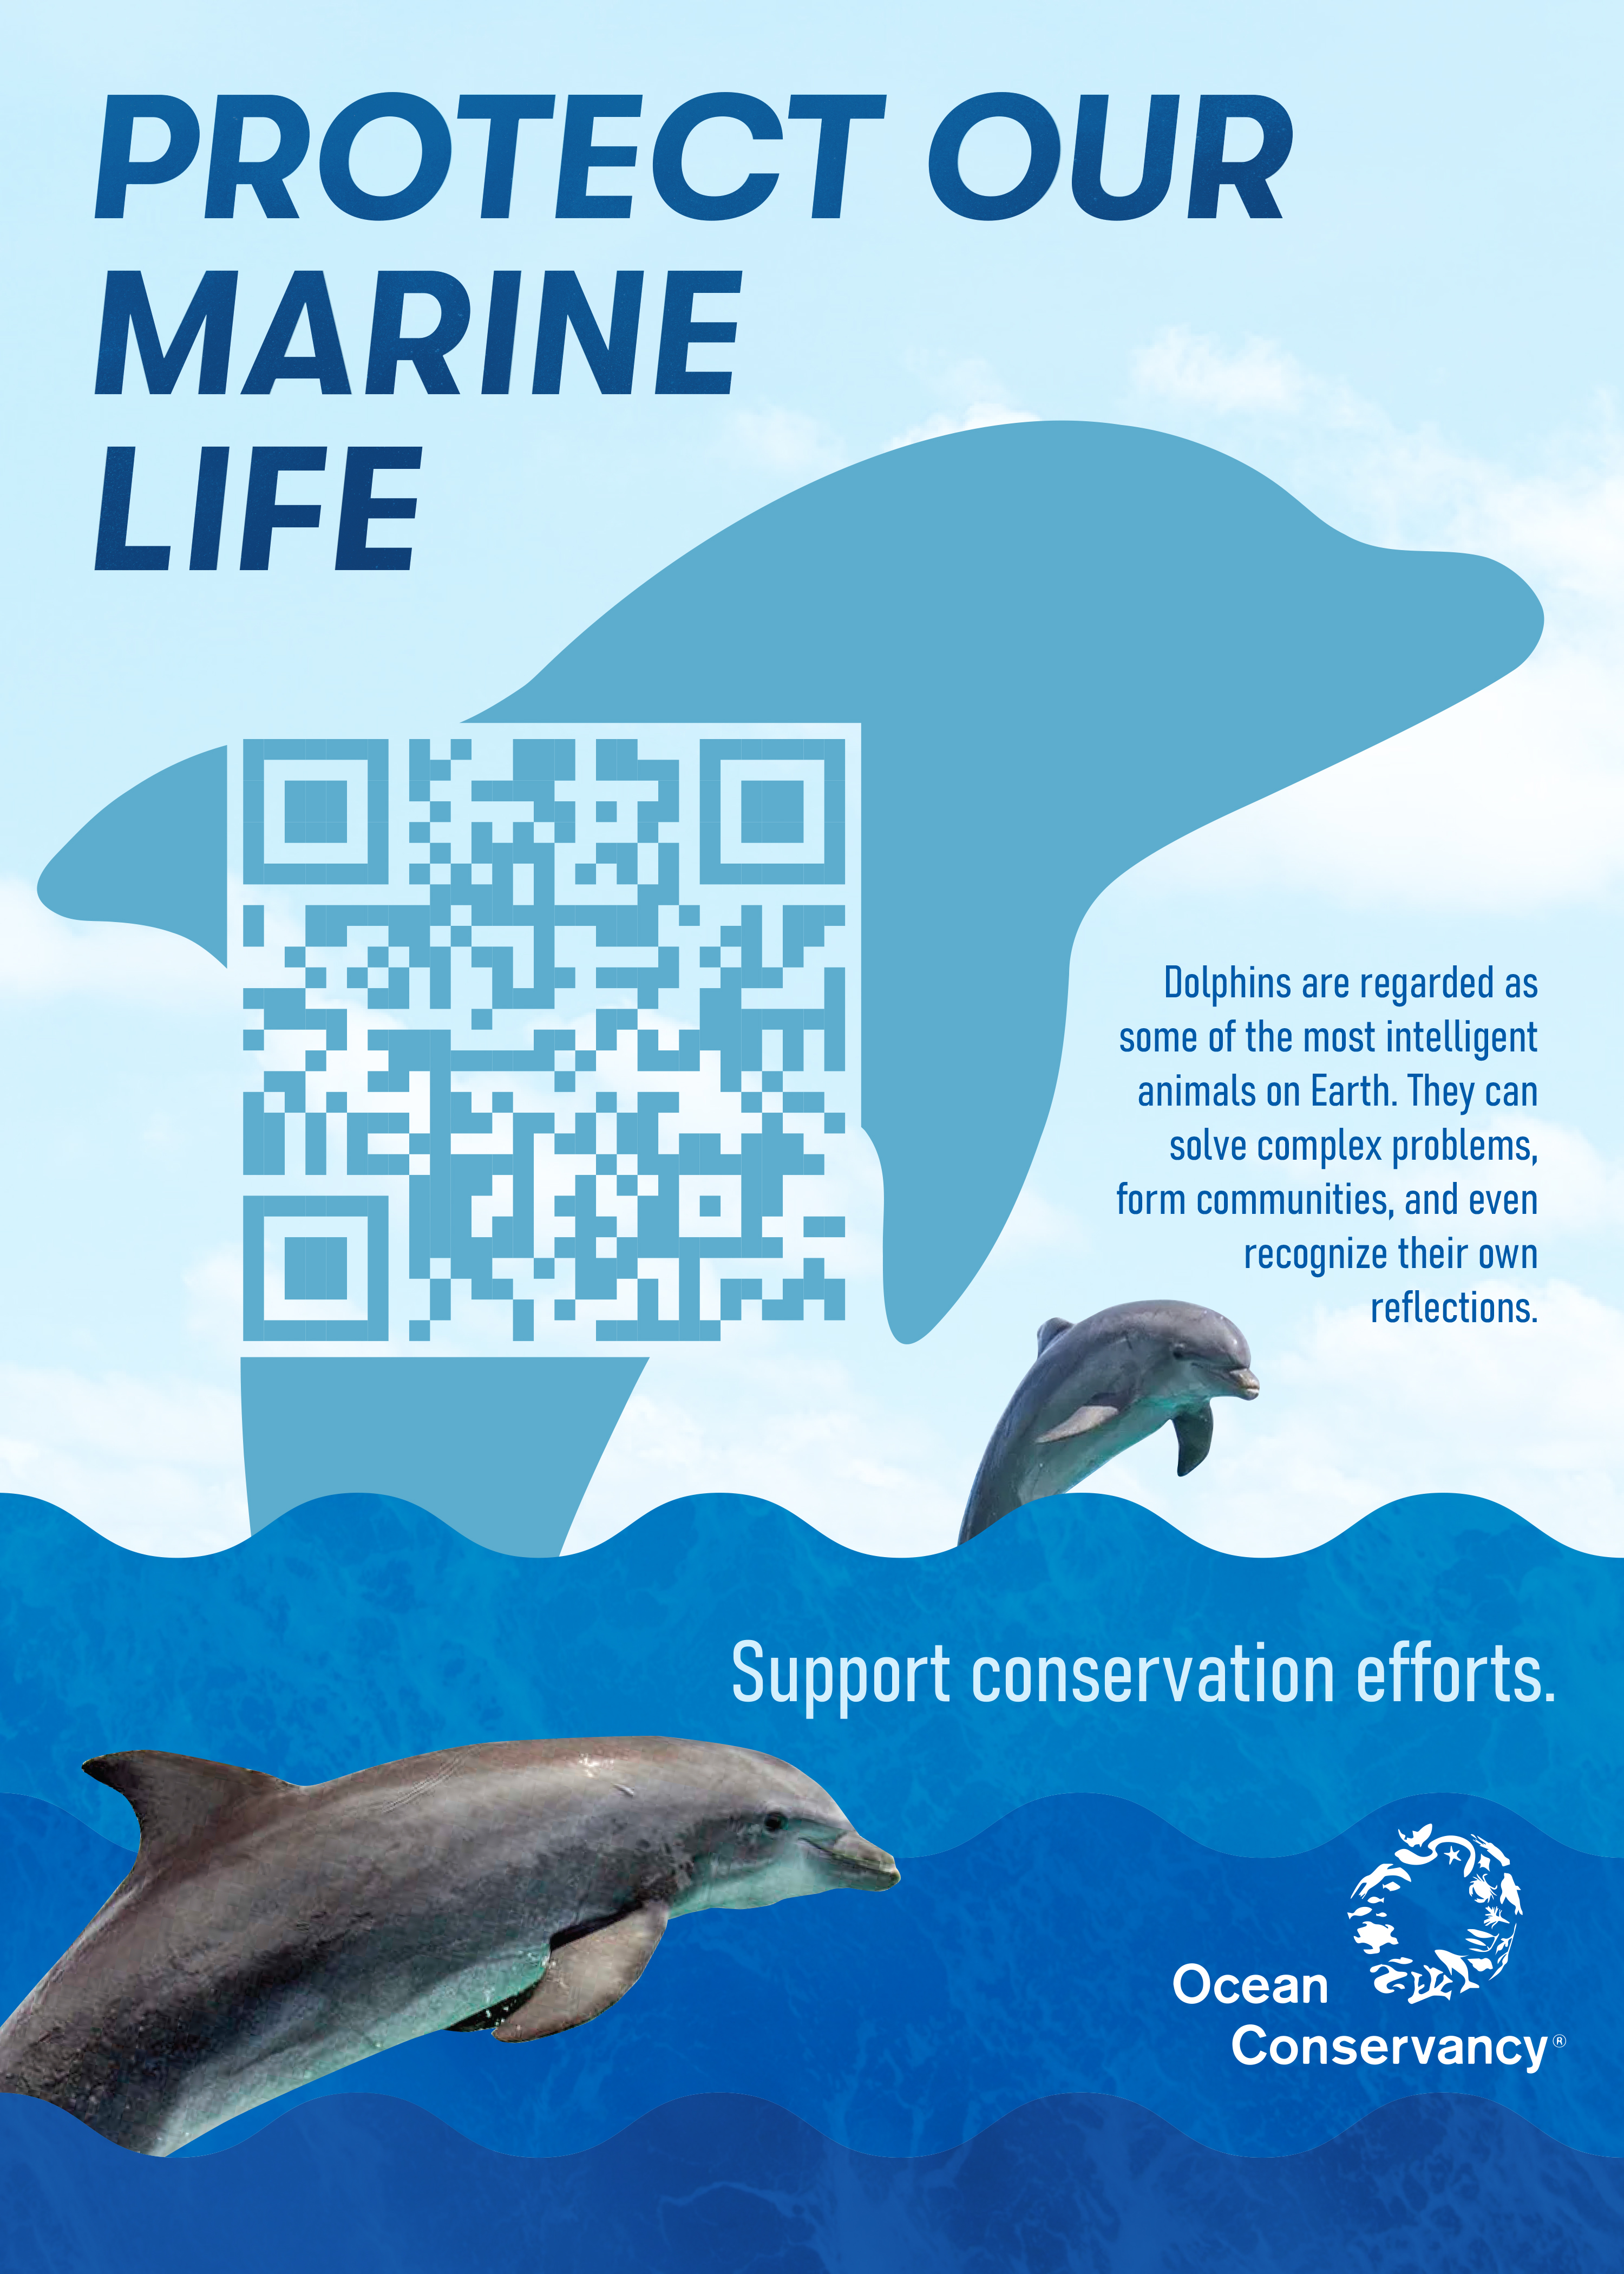 PROTECT OUR
MARINE
LIFE
Dolphins are regarded as
some of the most intelligent
animals on Earth. They can
solve complex problems,
form communities, and even
recognize their own
reflections.
Support conservation efforts.
Ocean
Conservancy®